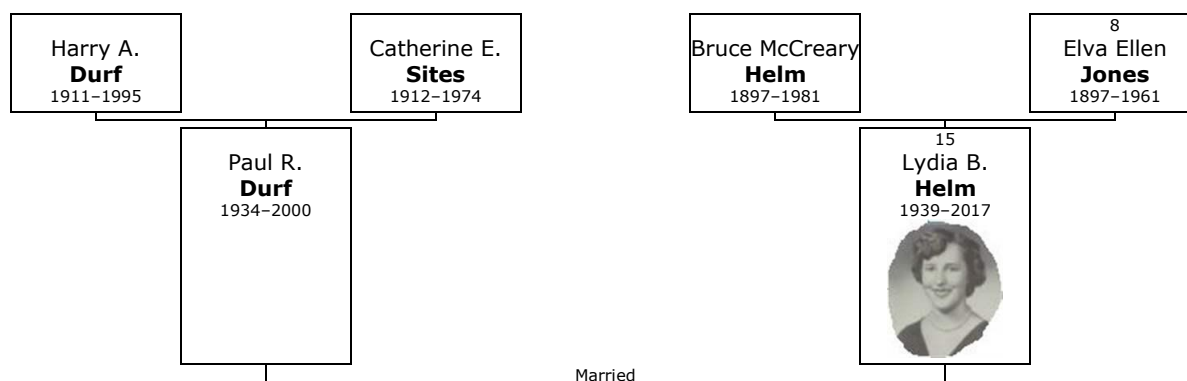 Harry A.
Durf
1911–1995
Catherine E.
Sites
1912–1974
Bruce McCreary
Helm
1897–1981
8
Elva Ellen
Jones
1897–1961
Paul R.
Durf
1934–2000
15
Lydia B.
Helm
1939–2017
Married